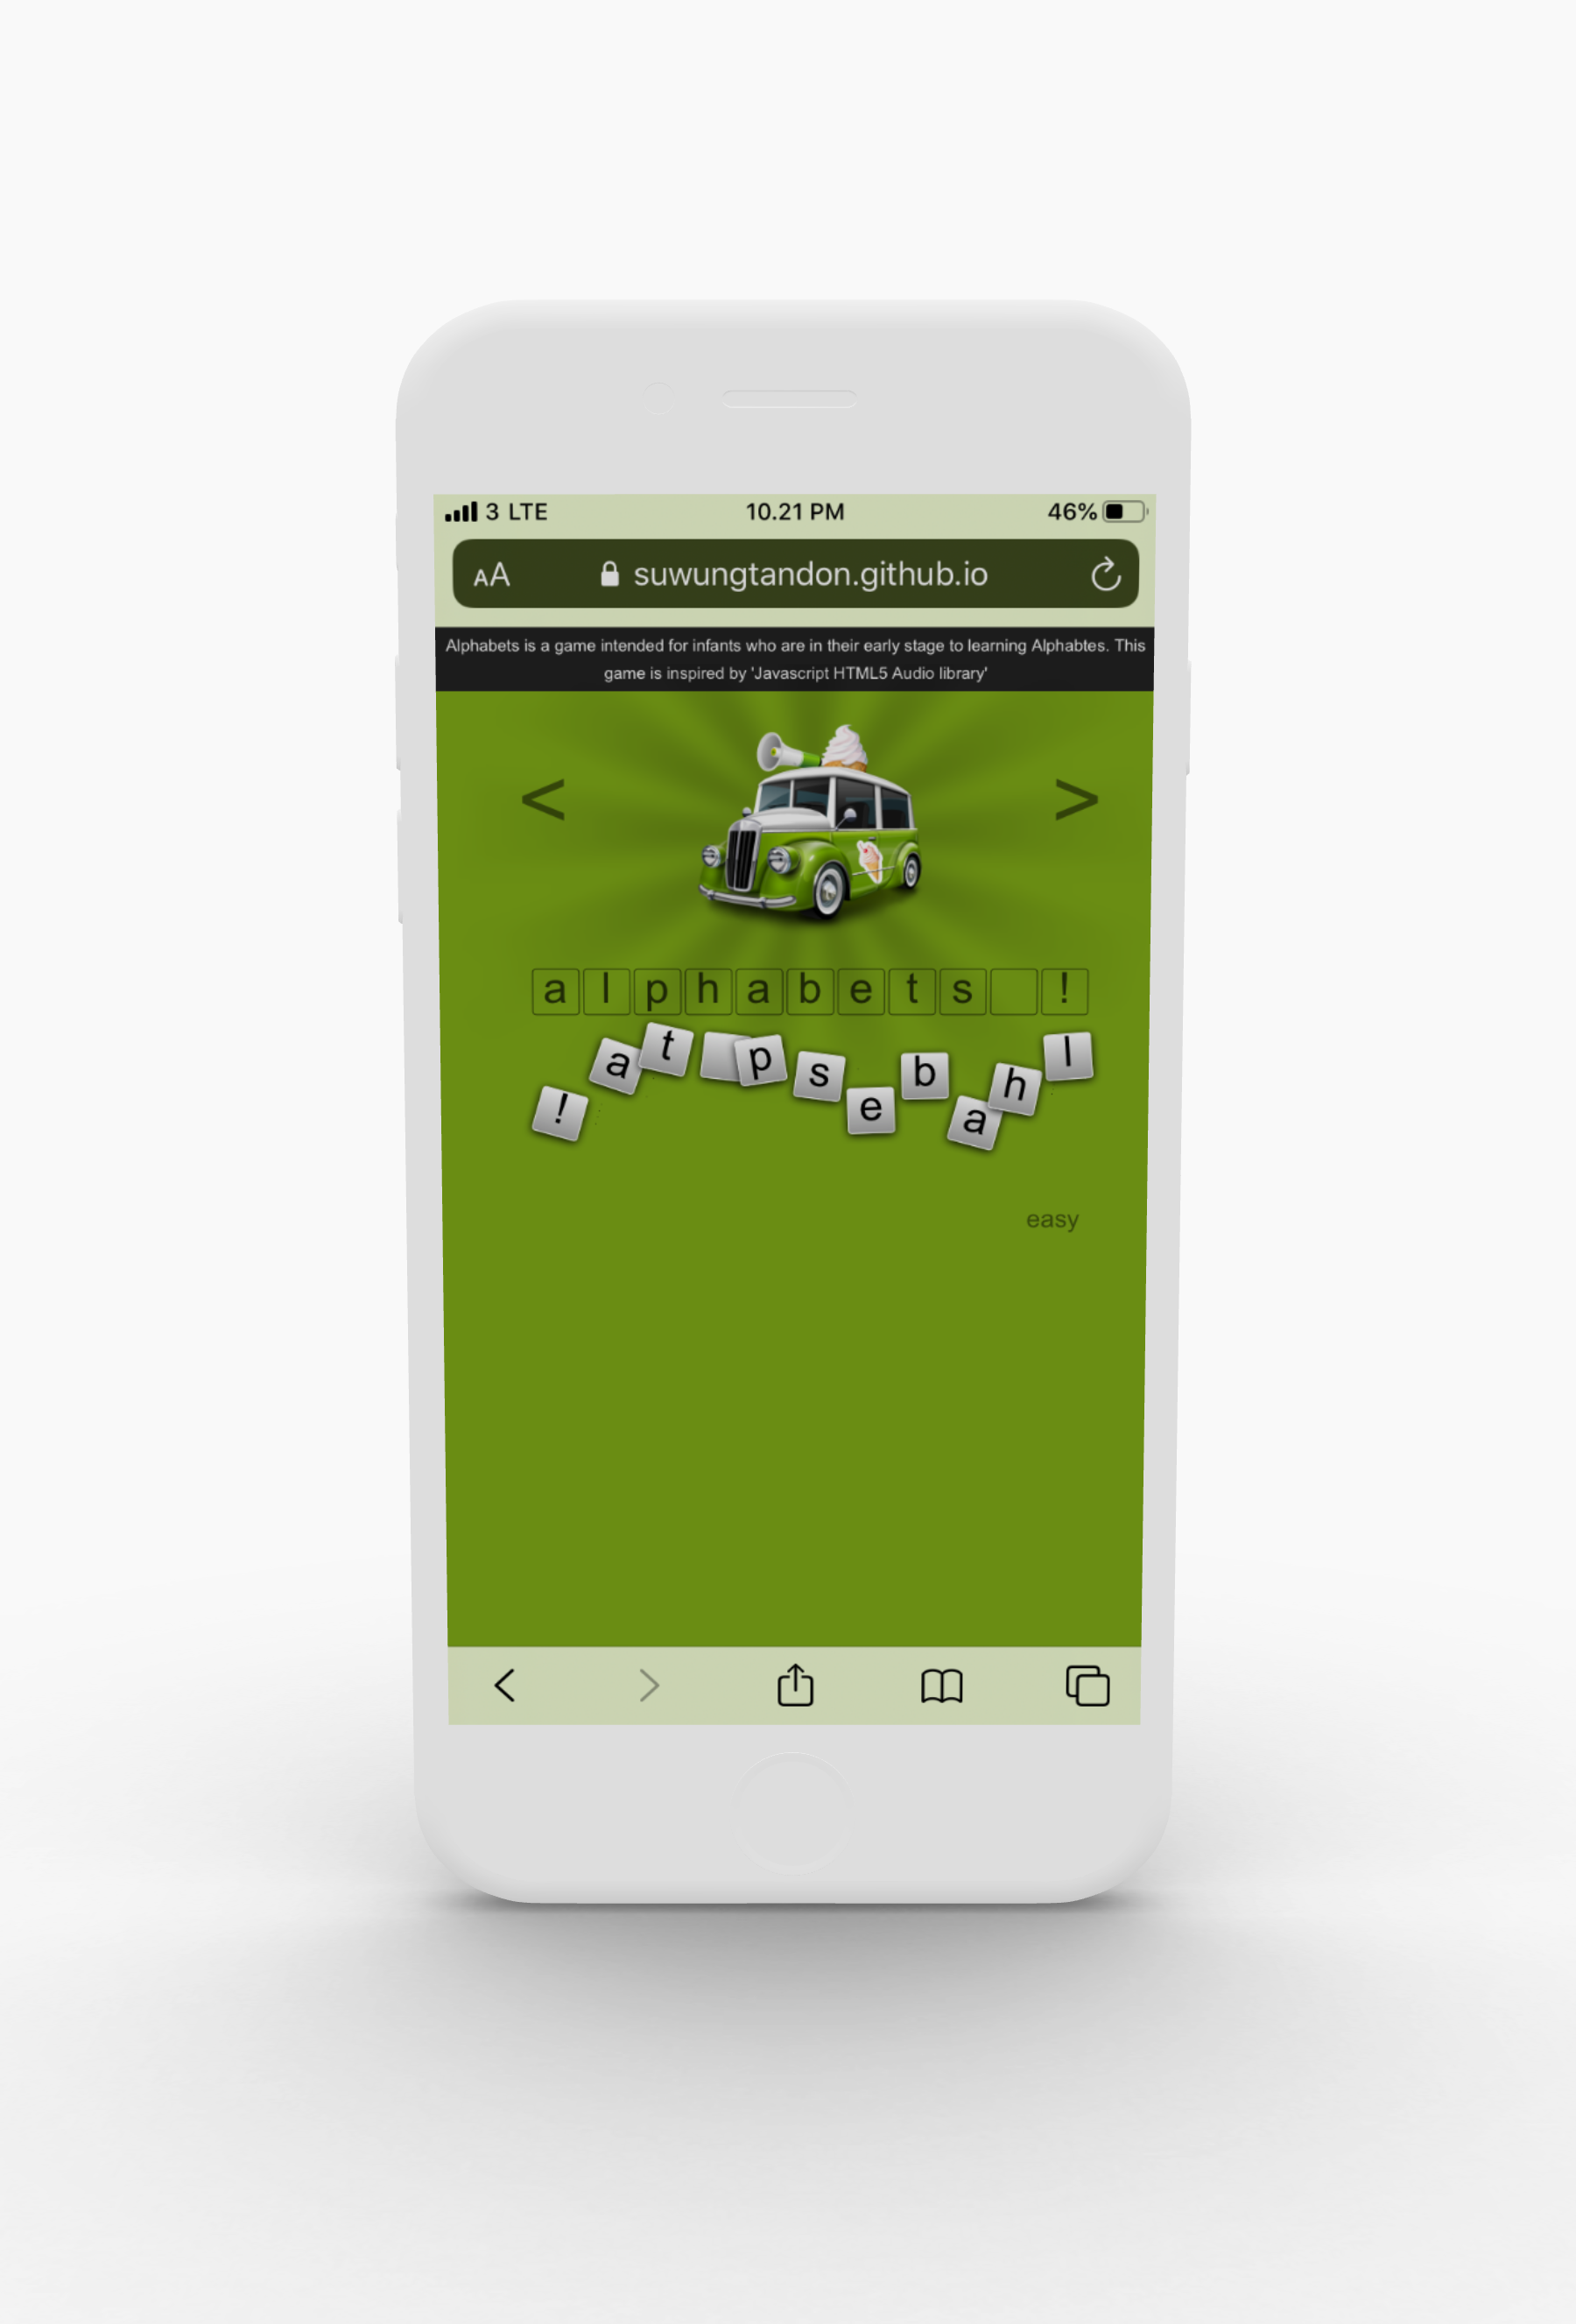 3 LTE 10.21 PM 46%
AA suwungtandon.github.io
Alphabets is a game intended for infants who are in their early stage to learning Alphabtes. This
game is inspired by 'Javascript HTML5 Audio library'
< >
a l p h a b e t s !
! a t p s e b a h l
easy